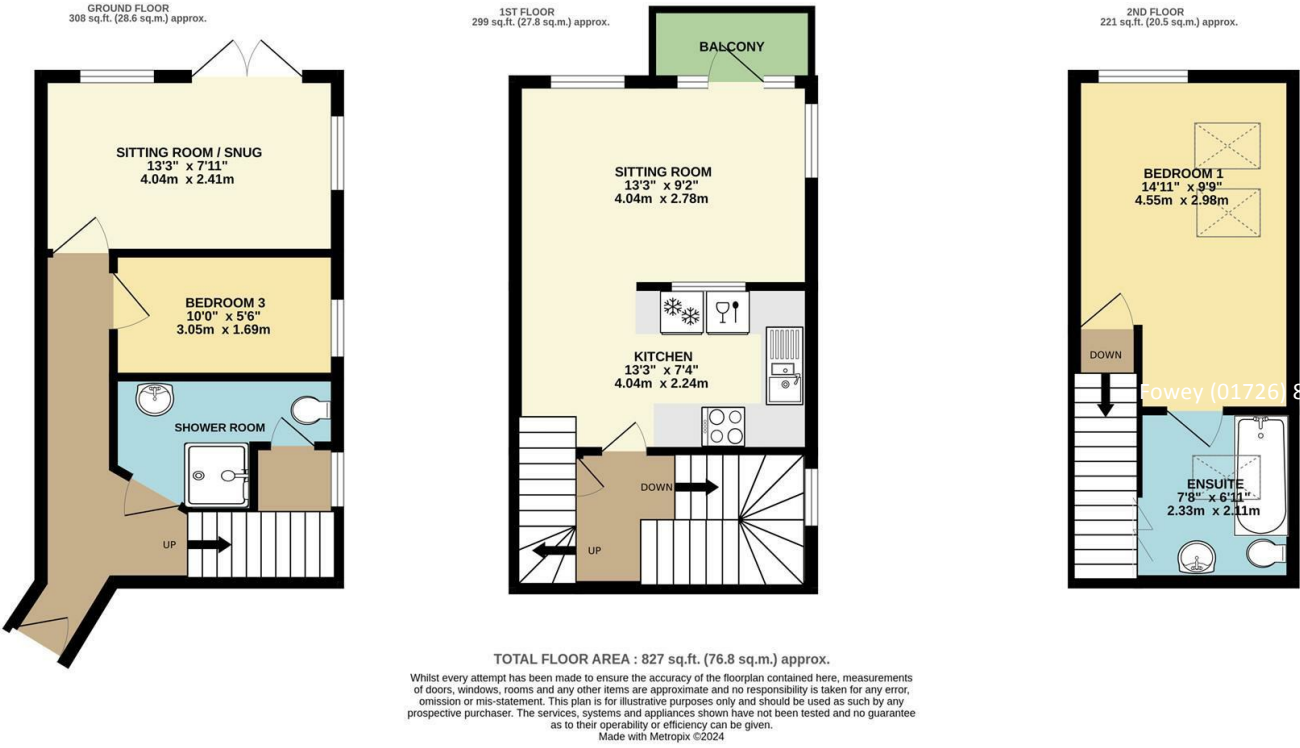 GROUND FLOOR
308 sq.ft. (28.6 sq.m.) approx.
SITTING ROOM / SNUG
13'3" x 7'11"
4.04m x 2.41m
BEDROOM 3
10'0" x 5'6"
3.05m x 1.69m
SHOWER ROOM
UP
1ST FLOOR
299 sq.ft. (27.8 sq.m.) approx.
BALCONY
SITTING ROOM
13'3" x 9'2"
4.04m x 2.78m
KITCHEN
13'3" x 7'4"
4.04m x 2.24m
DOWN
UP
2ND FLOOR
221 sq.ft. (20.5 sq.m.) approx.
BEDROOM 1
14'11" x 9'9"
4.55m x 2.98m
DOWN
Fowey (01726) 8
ENSUITE
7'8" x 6'11"
2.33m x 2.11m
TOTAL FLOOR AREA : 827 sq.ft. (76.8 sq.m.) approx.
Whilst every attempt has been made to ensure the accuracy of the floorplan contained here, measurements
of doors, windows, rooms and any other items are approximate and no responsibility is taken for any error,
omission or mis-statement. This plan is for illustrative purposes only and should be used as such by any
prospective purchaser. The services, systems and appliances shown have not been tested and no guarantee
as to their operability or efficiency can be given.
Made with Metropix ©2024